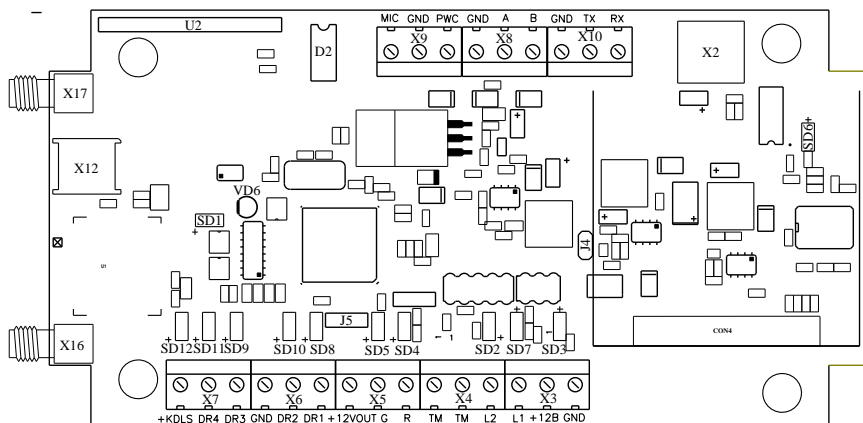 MIC GND PWC GND A B GND TX RX
U2
D2
X9 X8 X10
X2
X17
SD6
X12
VD6
SD1
J4
U1
J5
CON4
X16
SD12 SD11 SD9 SD10 SD8 SD5 SD4 SD2 SD7 SD3
X7 X6 X5 X4 X3
+KDLS DR4 DR3 GND DR2 DR1 +12VOUT G R TM TM L2 L1 +12B GND